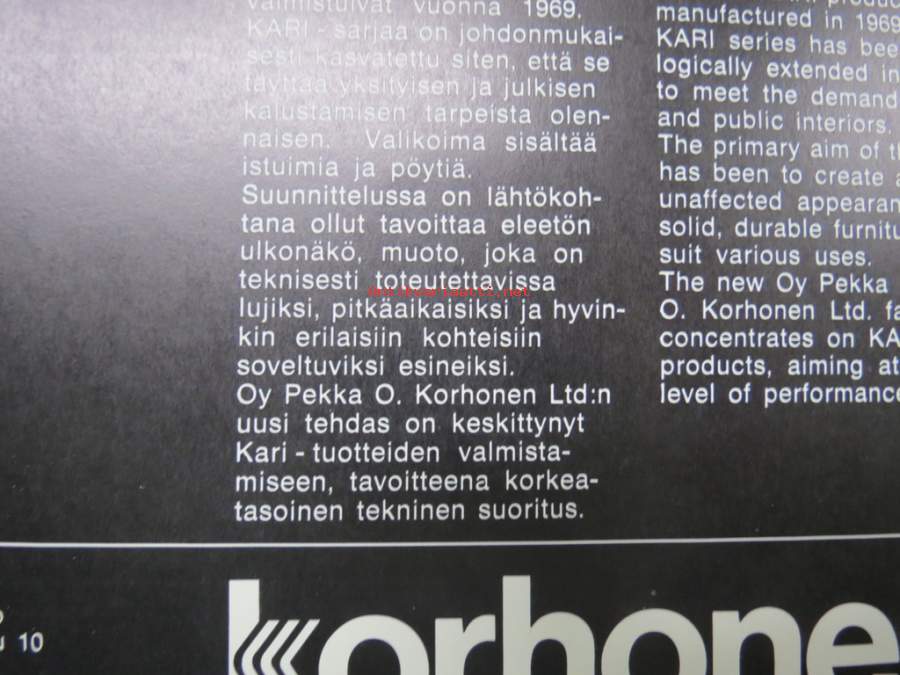 valmistuivat vuonna 1969.
KARI - sarjaa on johdonmukai-
sesti kasvatettu siten, että se
täyttää yksityisen ja julkisen
kalustamisen tarpeista olen-
naisen. Valikoima sisältää
istuimia ja pöytiä.
Suunnittelussa on lähtökoh-
tana ollut tavoittaa eleetön
ulkonäkö, muoto, joka on
teknisesti toteutettavissa
lujiksi, pitkäaikaisiksi ja hyvin-
kin erilaisiin kohteisiin
soveltuviksi esineiksi.
Oy Pekka O. Korhonen Ltd:n
uusi tehdas on keskittynyt
Kari - tuotteiden valmista-
miseen, tavoitteena korkea-
tasoinen tekninen suoritus.
manufactured in 1969
KARI series has bee
logically extended in
to meet the demand
and public interiors.
The primary aim of th
has been to create a
unaffected appearan
solid, durable furnitu
suit various uses.
The new Oy Pekka
O. Korhonen Ltd. fa
concentrates on KA
products, aiming at
level of performance
antikvariaatti.net
10
korhone